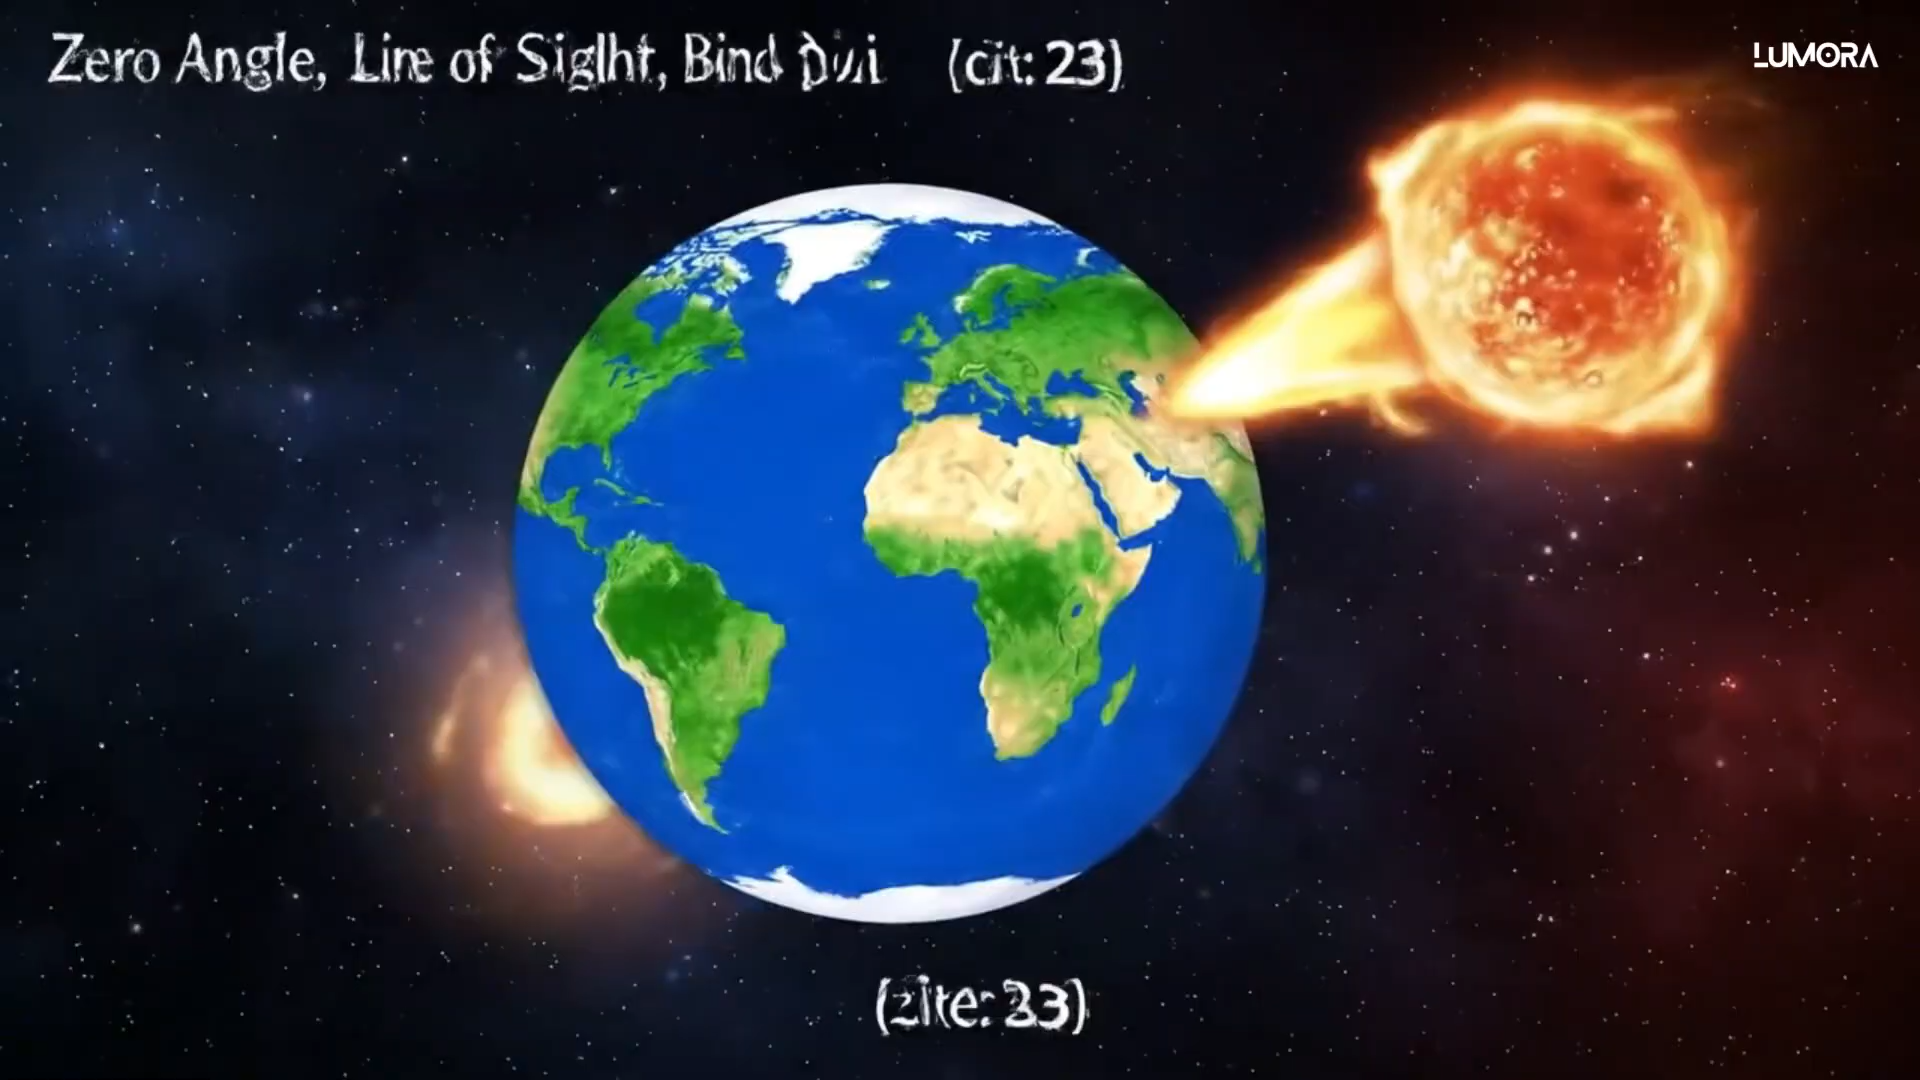 Zero Angle, Lire of Siglht, Bind (cit: 23)
LUMORA
(zite: 33)